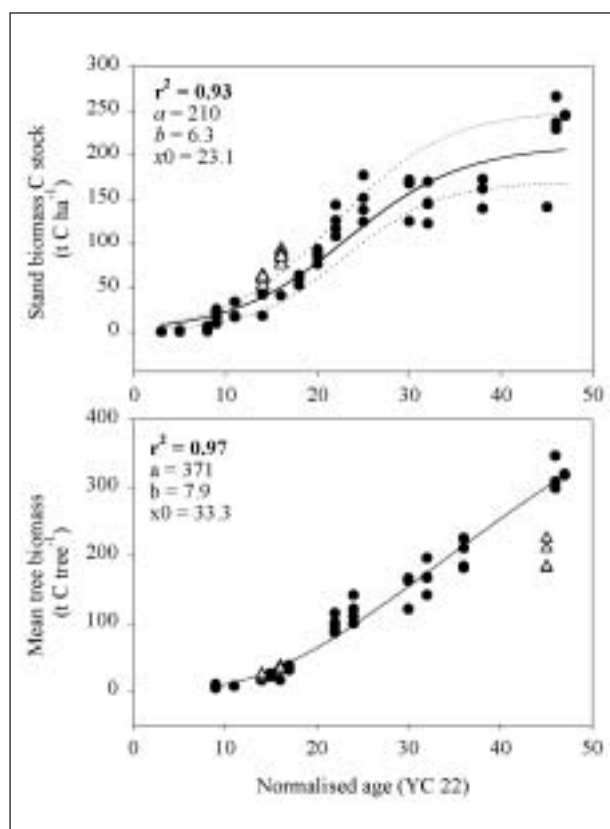 300
250
200
150
100
50
0
Stand biomass C stock
(t C ha⁻¹)
r² = 0.93
a = 210
b = 6.3
x0 = 23.1
0 10 20 30 40 50
400
300
200
100
0
Mean tree biomass
(t C tree⁻¹)
r² = 0.97
a = 371
b = 7.9
x0 = 33.3
0 10 20 30 40 50
Normalised age (YC 22)